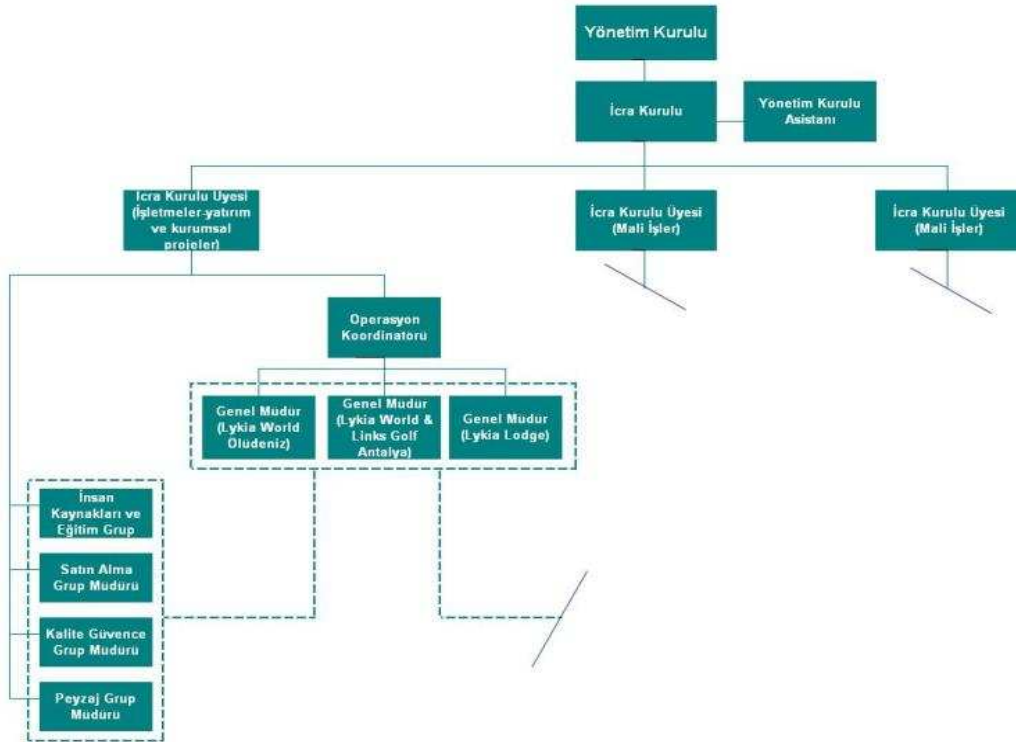 Yönetim Kurulu
İcra Kurulu
Yönetim Kurulu
Asistanı
İcra Kurulu Üyesi
(İşletmeler-yatırım
ve kurumsal
projeler)
İcra Kurulu Üyesi
(Mali İşler)
İcra Kurulu Üyesi
(Mali İşler)
Operasyon
Koordinatörü
Genel Müdür
(Lykia World
Ölüdeniz)
Genel Müdür
(Lykia World &
Links Golf
Antalya)
Genel Müdür
(Lykia Lodge)
İnsan
Kaynakları ve
Eğitim Grup
Satın Alma
Grup Müdürü
Kalite Güvence
Grup Müdürü
Peyzaj Grup
Müdürü